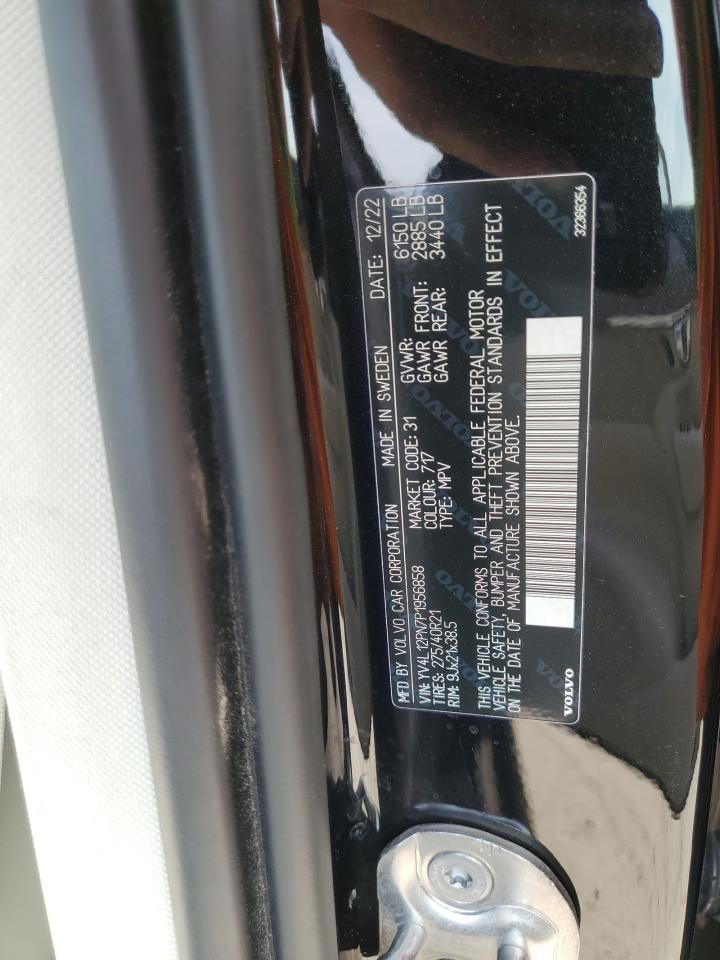 MFD BY VOLVO CAR CORPORATION MADE IN SWEDEN DATE: 12/22
VIN: YV4L12PN7P1956858 MARKET CODE: 31 GVWR: 6150 LB
TIRES: 275/40R21 COLOUR: 717 GAWR FRONT: 2885 LB
RIM: 9Jx21x38.5 TYPE: MPV GAWR REAR: 3440 LB
THIS VEHICLE CONFORMS TO ALL APPLICABLE FEDERAL MOTOR
VEHICLE SAFETY, BUMPER AND THEFT PREVENTION STANDARDS IN EFFECT
ON THE DATE OF MANUFACTURE SHOWN ABOVE.
VOLVO 32366354